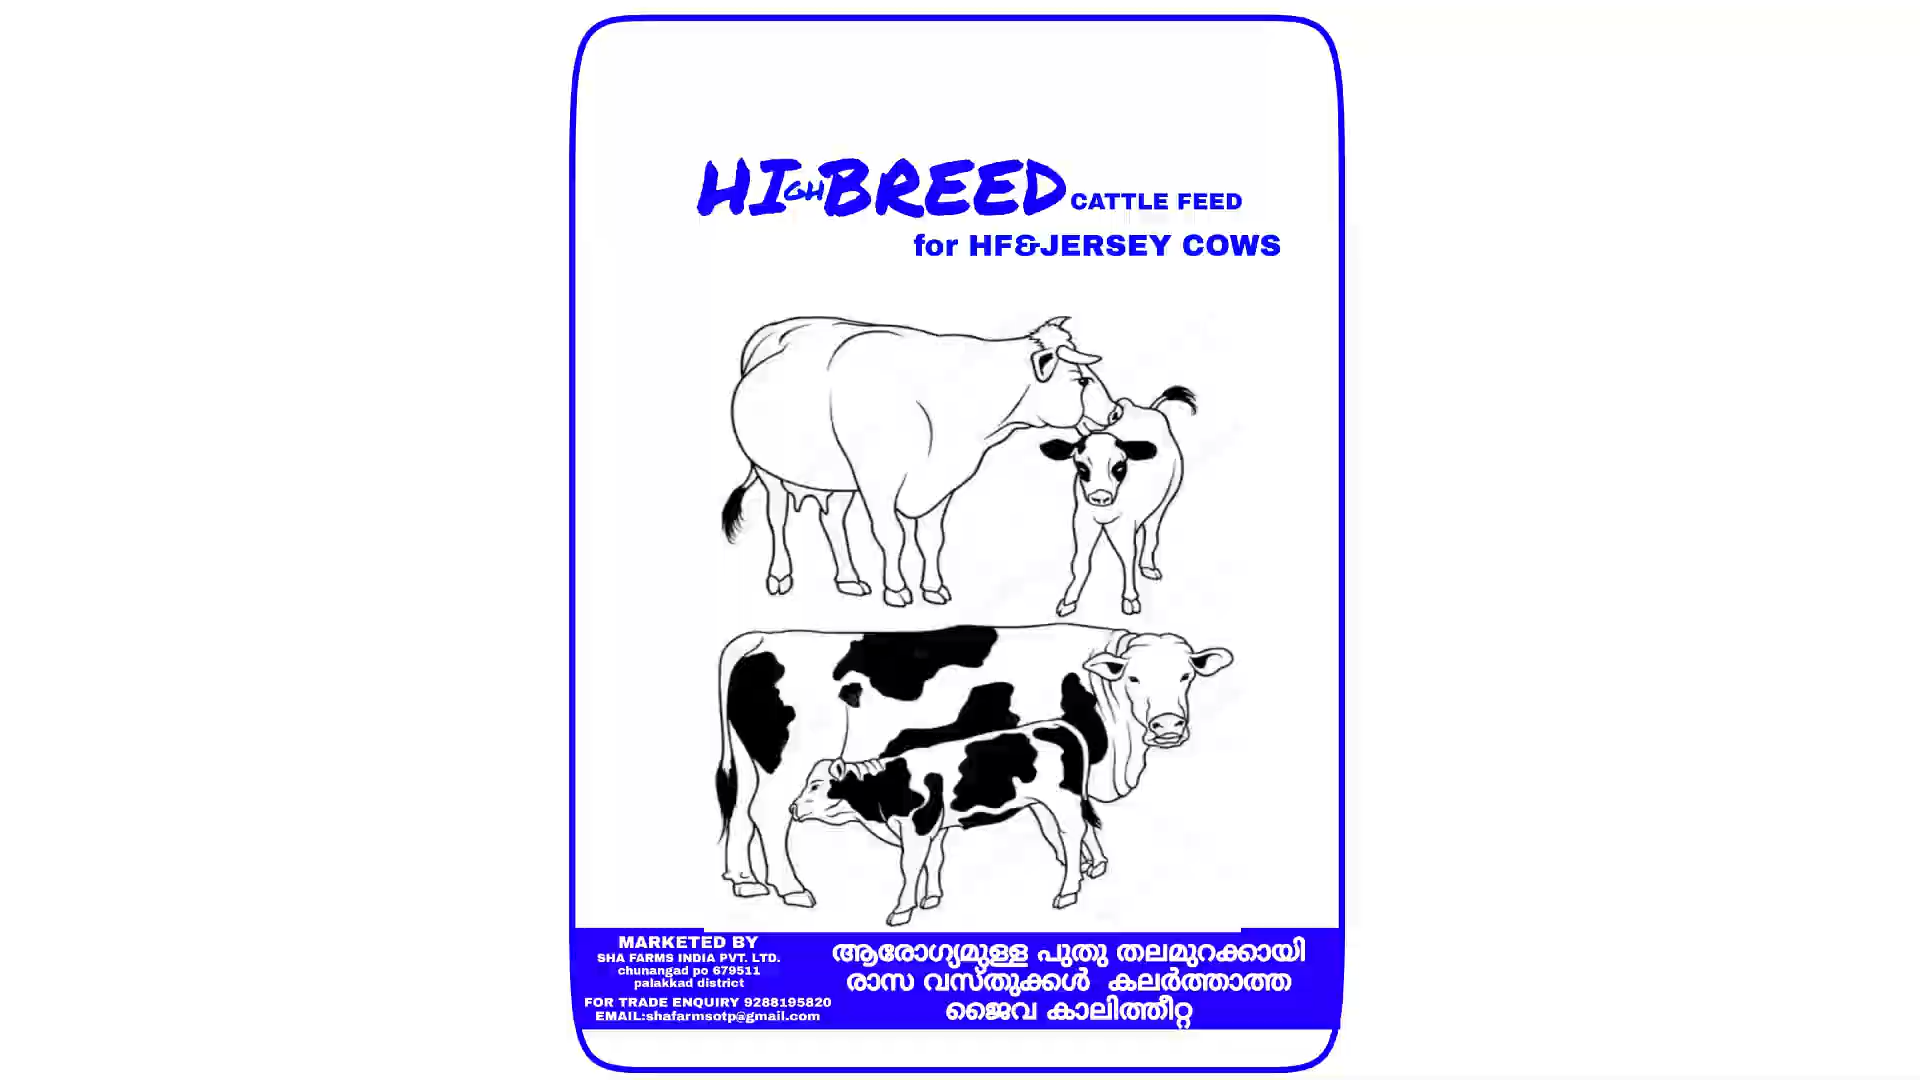 HIGHBREED CATTLE FEED
for HF&JERSEY COWS
MARKETED BY
SHA FARMS INDIA PVT. LTD.
chunangad po 679511
palakkad district
FOR TRADE ENQUIRY 9288195820
EMAIL:shafarmsotp@gmail.com
ആരോഗ്യമുള്ള പുതു തലമുറക്കായി
രാസ വസ്തുക്കൾ കലർത്താത്ത
ജൈവ കാലിത്തീറ്റ